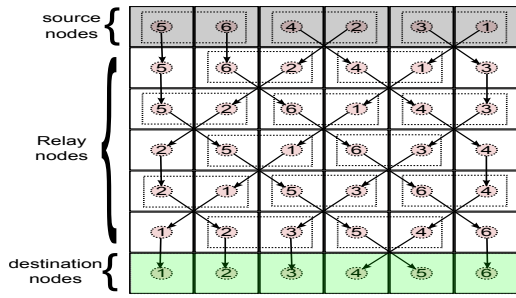 source
nodes
5 6 4 2 3 1
5 6 2 4 1 3
5 2 6 1 4 3
Relay
nodes
2 5 1 6 3 4
2 1 5 3 6 4
1 2 3 5 4 6
destination
nodes
1 2 3 4 5 6